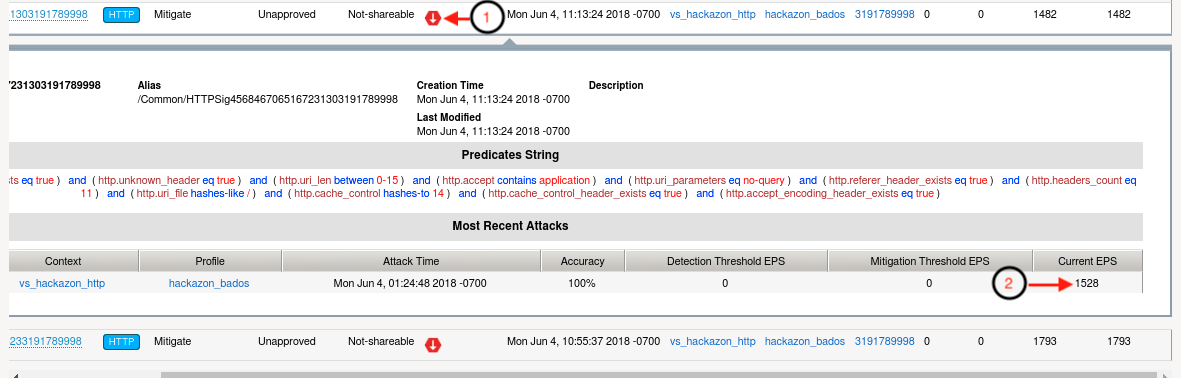 1303191789998 HTTP Mitigate Unapproved Not-shareable 1 Mon Jun 4, 11:13:24 2018 -0700 vs_hackazon_http hackazon_bados 3191789998 0 0 1482 1482
7231303191789998 Alias Creation Time Description
/Common/HTTPSig4568467065167231303191789998 Mon Jun 4, 11:13:24 2018 -0700
Last Modified
Mon Jun 4, 11:13:24 2018 -0700
Predicates String
sts eq true ) and ( http.unknown_header eq true ) and ( http.uri_len between 0-15 ) and ( http.accept contains application ) and ( http.uri_parameters eq no-query ) and ( http.referer_header_exists eq true ) and ( http.headers_count eq
11 ) and ( http.uri_file hashes-like / ) and ( http.cache_control hashes-to 14 ) and ( http.cache_control_header_exists eq true ) and ( http.accept_encoding_header_exists eq true )
Most Recent Attacks
Context Profile Attack Time Accuracy Detection Threshold EPS Mitigation Threshold EPS Current EPS
vs_hackazon_http hackazon_bados Mon Jun 4, 01:24:48 2018 -0700 100% 0 0 2 1528
233191789998 HTTP Mitigate Unapproved Not-shareable Mon Jun 4, 10:55:37 2018 -0700 vs_hackazon_http hackazon_bados 3191789998 0 0 1793 1793